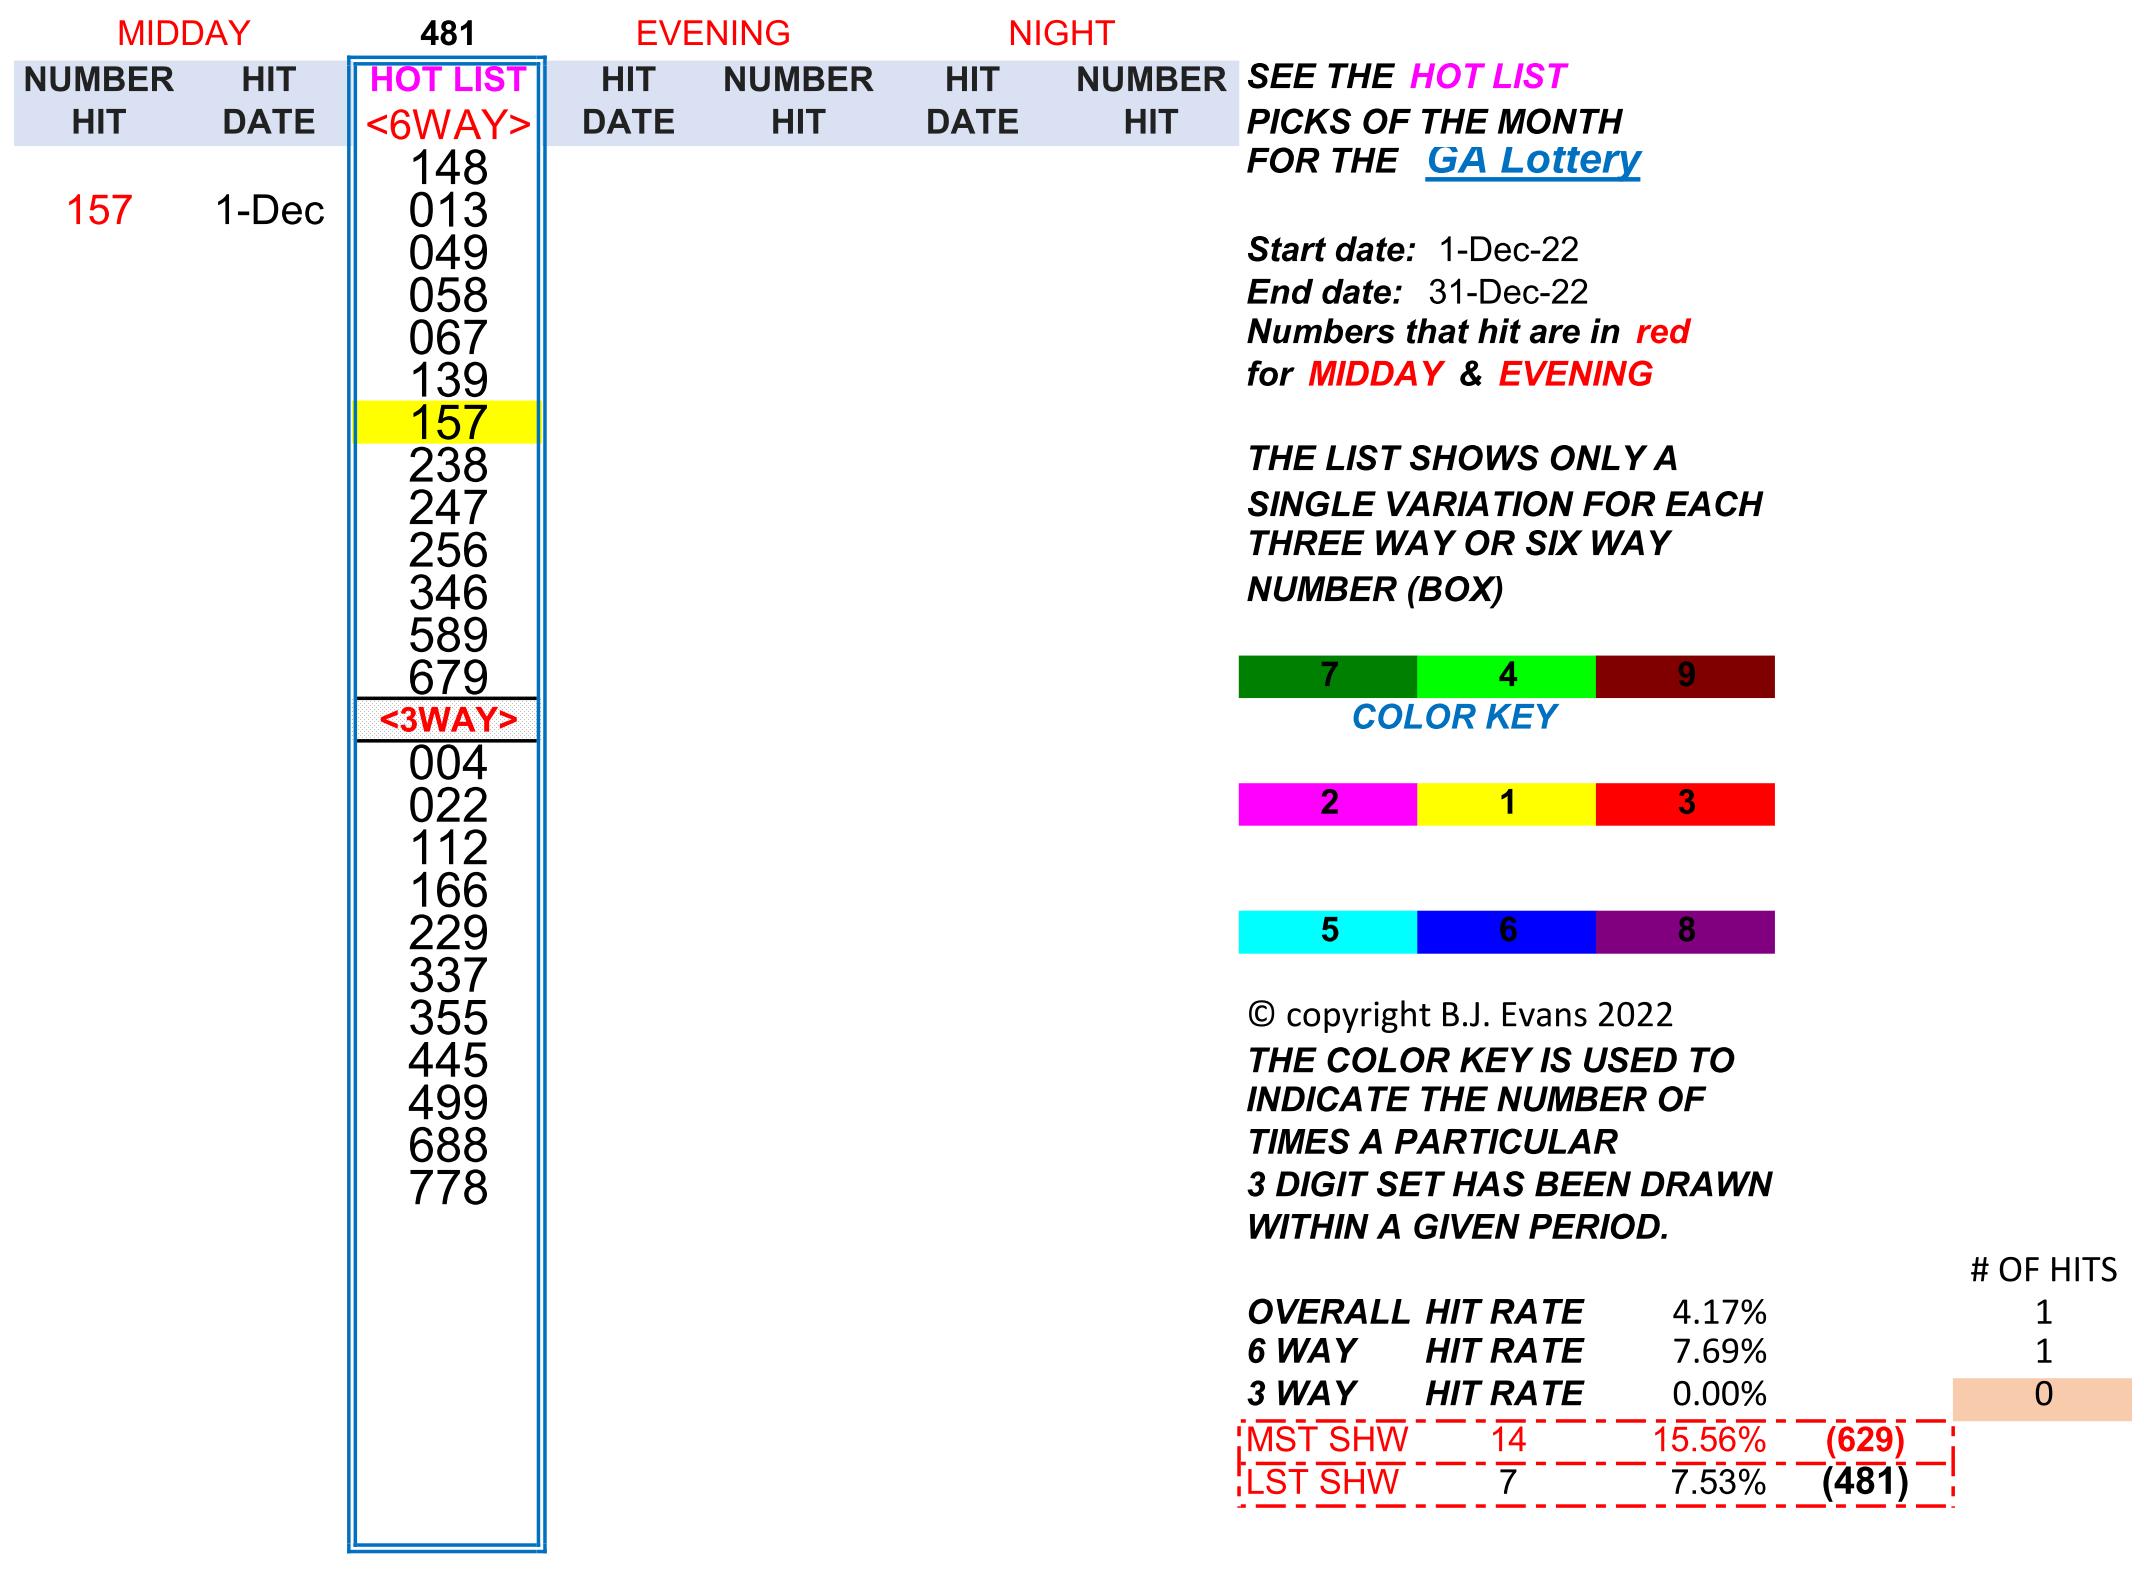 MIDDAY 481 EVENING NIGHT
NUMBER HIT HOT LIST HIT NUMBER HIT NUMBER
HIT DATE <6WAY> DATE HIT DATE HIT
148
157 1-Dec 013
049
058
067
139
157
238
247
256
346
589
679
<3WAY>
004
022
112
166
229
337
355
445
499
688
778
SEE THE HOT LIST
PICKS OF THE MONTH
FOR THE GA Lottery
Start date: 1-Dec-22
End date: 31-Dec-22
Numbers that hit are in red
for MIDDAY & EVENING
THE LIST SHOWS ONLY A
SINGLE VARIATION FOR EACH
THREE WAY OR SIX WAY
NUMBER (BOX)
7 4 9
COLOR KEY
2 1 3
5 6 8
© copyright B.J. Evans 2022
THE COLOR KEY IS USED TO
INDICATE THE NUMBER OF
TIMES A PARTICULAR
3 DIGIT SET HAS BEEN DRAWN
WITHIN A GIVEN PERIOD.
# OF HITS
OVERALL HIT RATE 4.17% 1
6 WAY HIT RATE 7.69% 1
3 WAY HIT RATE 0.00% 0
MST SHW 14 15.56% (629)
LST SHW 7 7.53% (481)